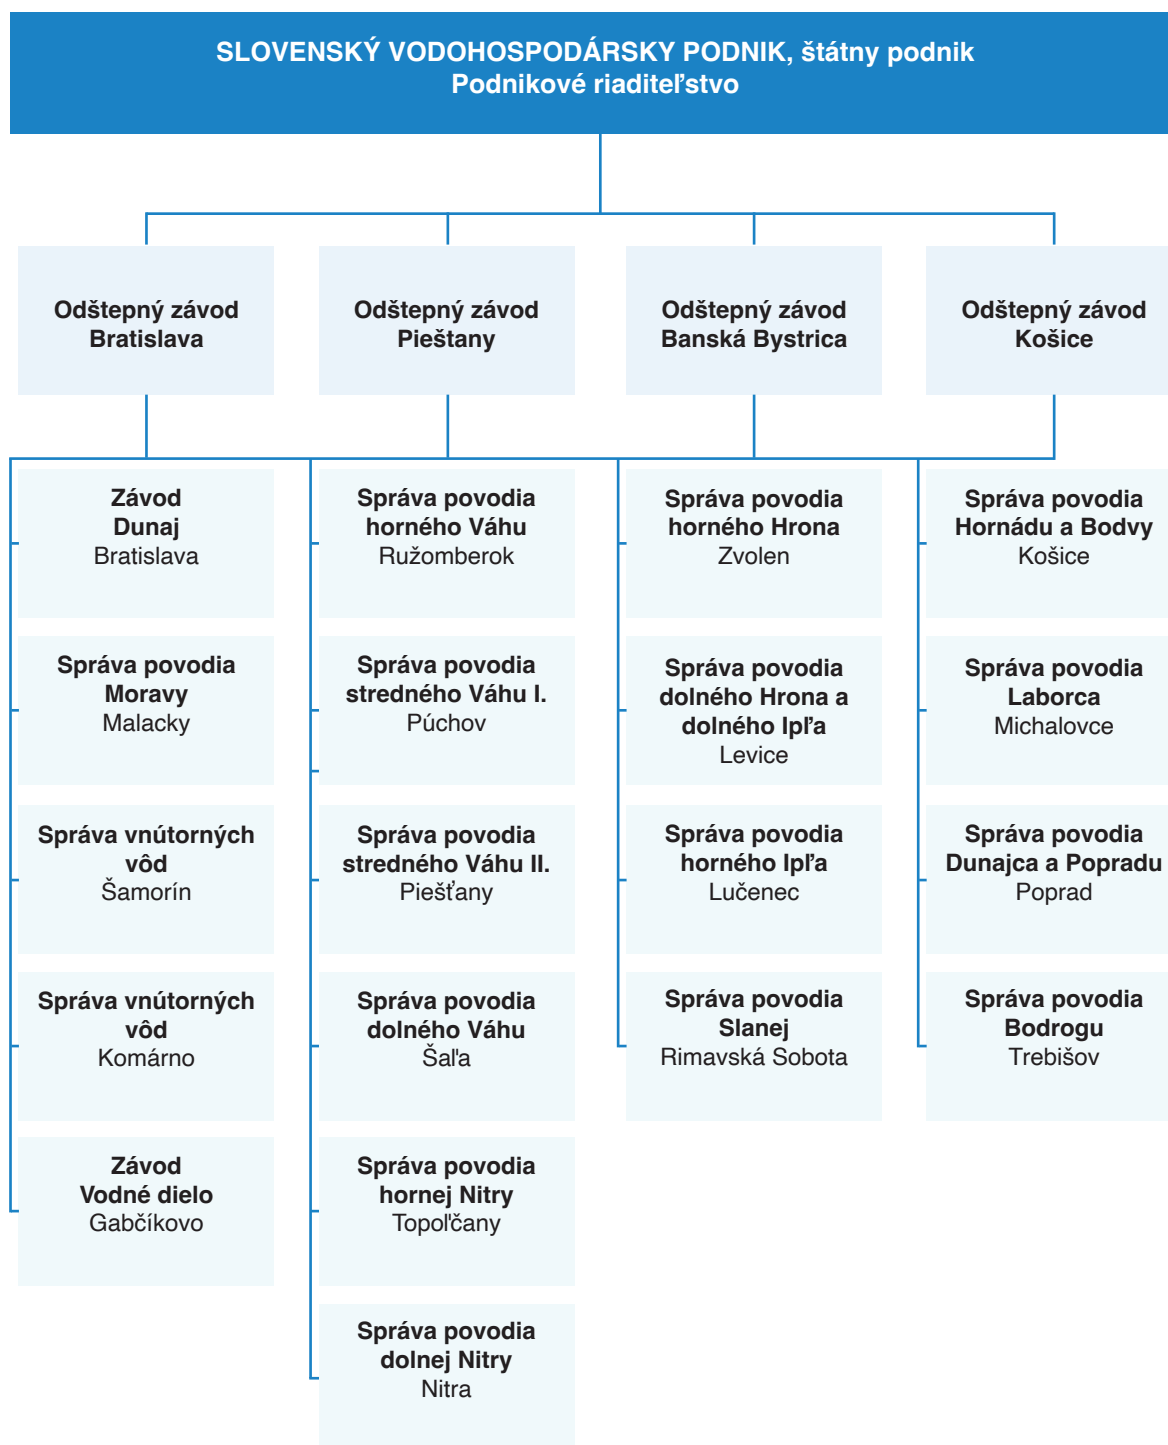 SLOVENSKÝ VODOHOSPODÁRSKY PODNIK, štátny podnik
Podnikové riaditeľstvo
Odštepný závod
Bratislava
Odštepný závod
Pieštany
Odštepný závod
Banská Bystrica
Odštepný závod
Košice
Závod
Dunaj
Bratislava
Správa povodia
Moravy
Malacky
Správa vnútorných
vôd
Šamorín
Správa vnútorných
vôd
Komárno
Závod
Vodné dielo
Gabčíkovo
Správa povodia
horného Váhu
Ružomberok
Správa povodia
stredného Váhu I.
Púchov
Správa povodia
stredného Váhu II.
Piešťany
Správa povodia
dolného Váhu
Šaľa
Správa povodia
hornej Nitry
Topoľčany
Správa povodia
dolnej Nitry
Nitra
Správa povodia
horného Hrona
Zvolen
Správa povodia
dolného Hrona a
dolného Ipľa
Levice
Správa povodia
horného Ipľa
Lučenec
Správa povodia
Slanej
Rimavská Sobota
Správa povodia
Hornádu a Bodvy
Košice
Správa povodia
Laborca
Michalovce
Správa povodia
Dunajca a Popradu
Poprad
Správa povodia
Bodrogu
Trebišov